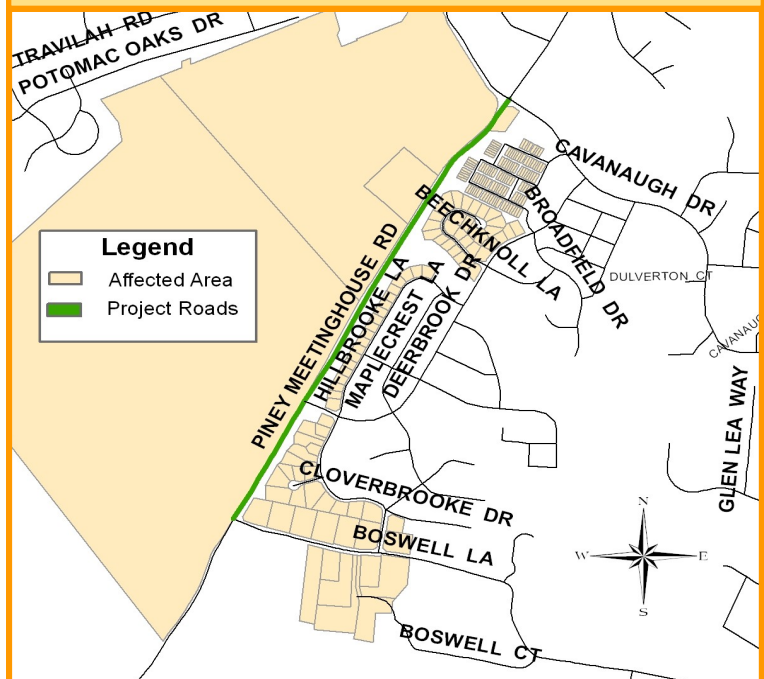 TRAVILAH RD
POTOMAC OAKS DR
CAVANAUGH DR
BEECHKNOLL LA
BROADFIELD DR
DULVERTON CT
PINEY MEETINGHOUSE RD
HILLBROOKE LA
MAPLECREST LA
DEERBROOK DR
Legend
Affected Area
Project Roads
GLEN LEA WAY
CLOVERBROOKE DR
BOSWELL LA
N
W
E
S
BOSWELL CT